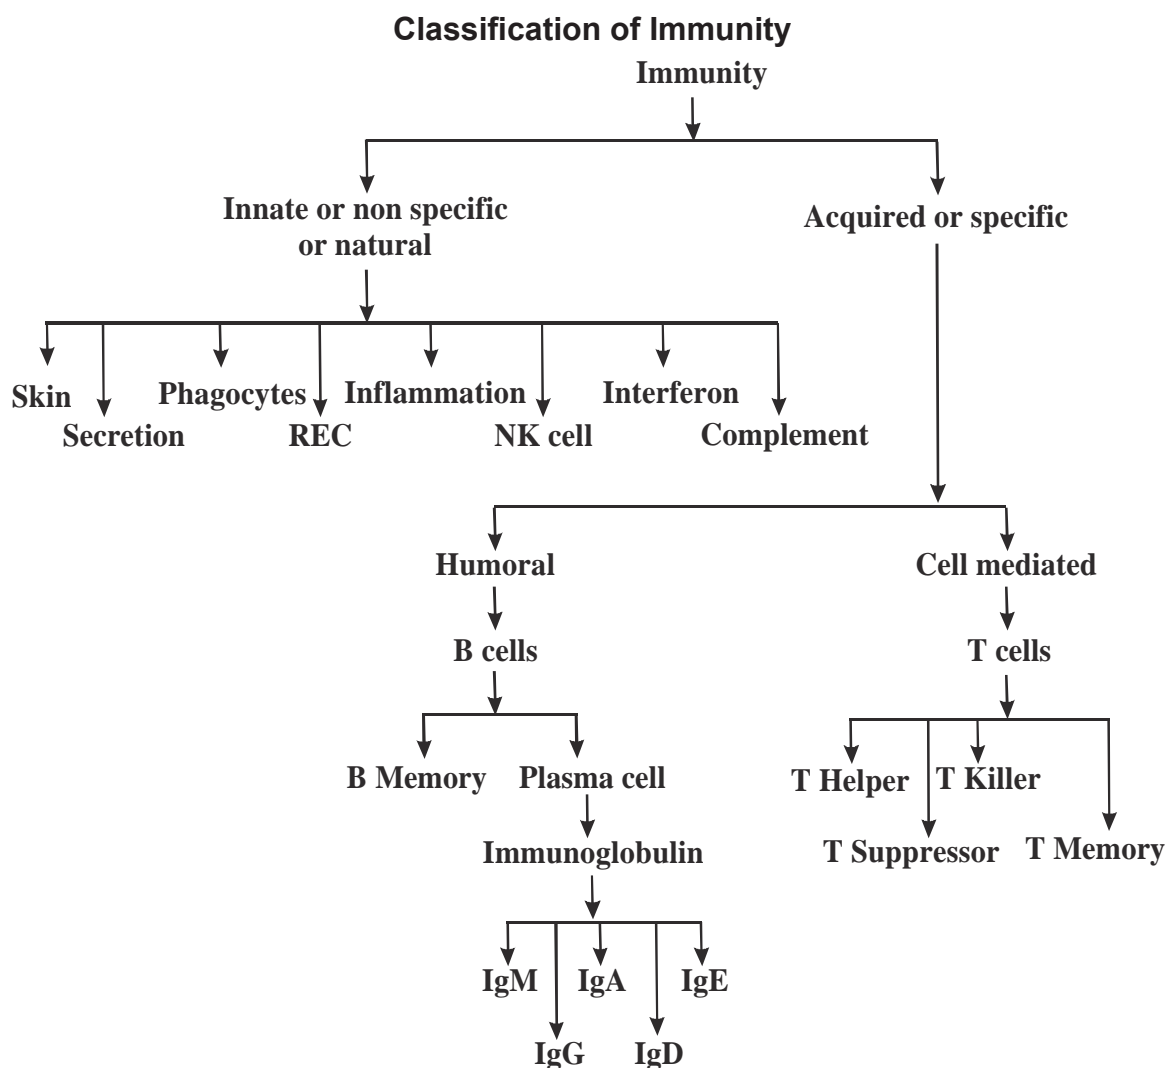 Classification of Immunity
Immunity
Innate or non specific
or natural
Acquired or specific
Skin
Secretion
Phagocytes
REC
Inflammation
NK cell
Interferon
Complement
Humoral
Cell mediated
B cells
T cells
B Memory
Plasma cell
T Helper
T Killer
T Suppressor
T Memory
Immunoglobulin
IgM
IgG
IgA
IgD
IgE